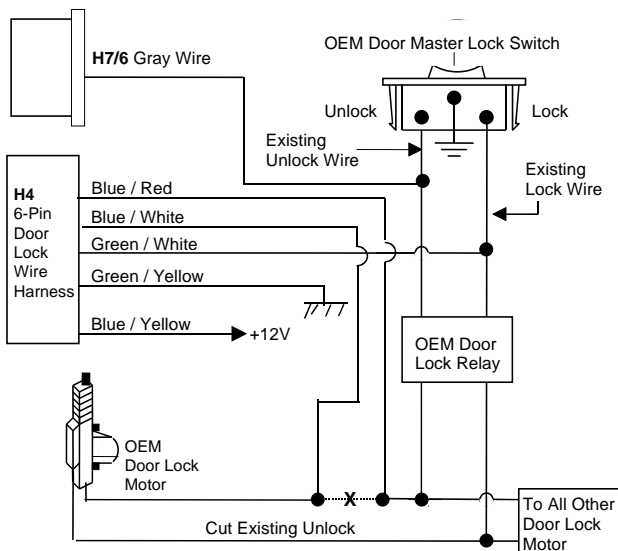 OEM Door Master Lock Switch
H7/6 Gray Wire
Unlock
Lock
Existing
Unlock Wire
Existing
Lock Wire
H4
6-Pin
Door
Lock
Wire
Harness
Blue / Red
Blue / White
Green / White
Green / Yellow
Blue / Yellow
+12V
OEM Door
Lock Relay
OEM
Door Lock
Motor
X
Cut Existing Unlock
To All Other
Door Lock
Motor